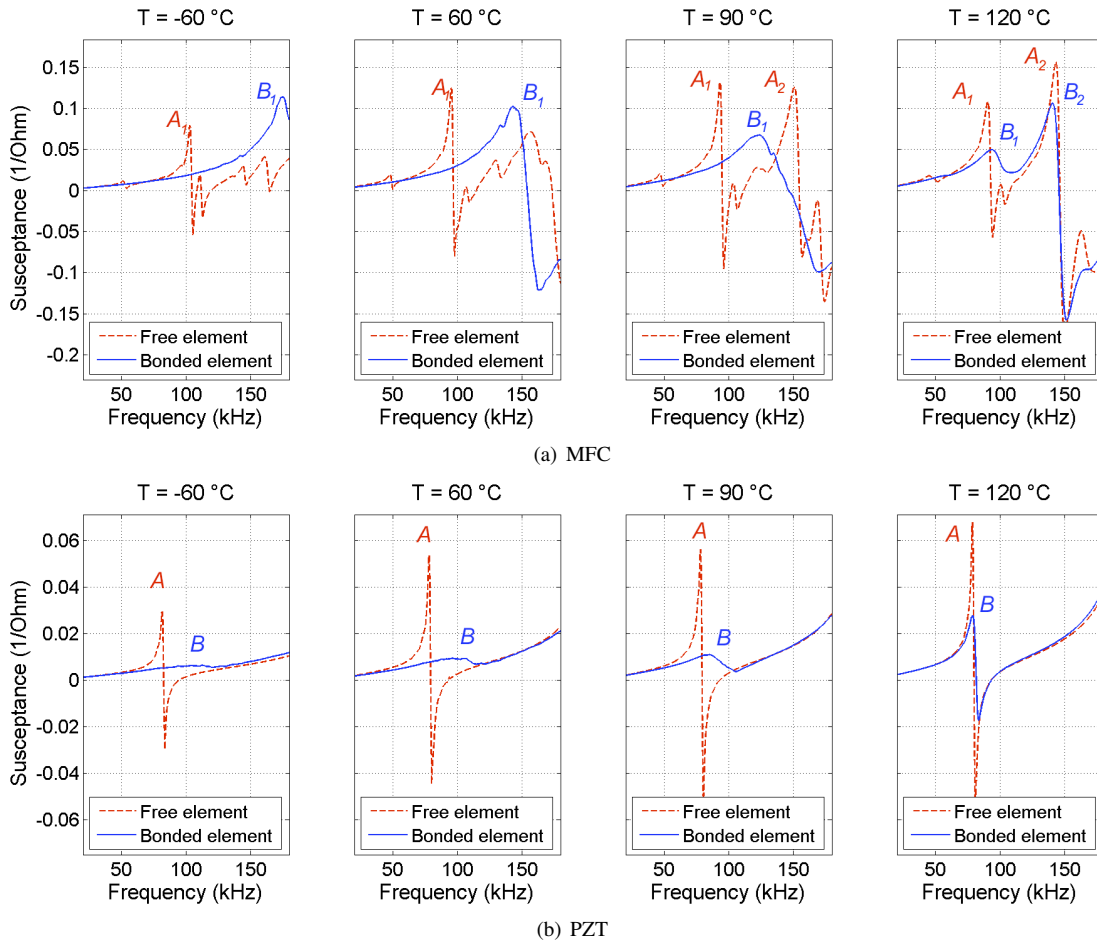 T = -60 °C
T = 60 °C
T = 90 °C
T = 120 °C
Susceptance (1/Ohm)
0.15
0.1
0.05
0
-0.05
-0.1
-0.15
-0.2
A1
B1
Free element
Bonded element
50
100
150
Frequency (kHz)
A1
B1
Free element
Bonded element
50
100
150
Frequency (kHz)
A1
A2
B1
Free element
Bonded element
50
100
150
Frequency (kHz)
A1
A2
B1
B2
Free element
Bonded element
50
100
150
Frequency (kHz)
(a) MFC
T = -60 °C
T = 60 °C
T = 90 °C
T = 120 °C
Susceptance (1/Ohm)
0.06
0.04
0.02
0
-0.02
-0.04
-0.06
A
B
Free element
Bonded element
50
100
150
Frequency (kHz)
A
B
Free element
Bonded element
50
100
150
Frequency (kHz)
A
B
Free element
Bonded element
50
100
150
Frequency (kHz)
A
B
Free element
Bonded element
50
100
150
Frequency (kHz)
(b) PZT